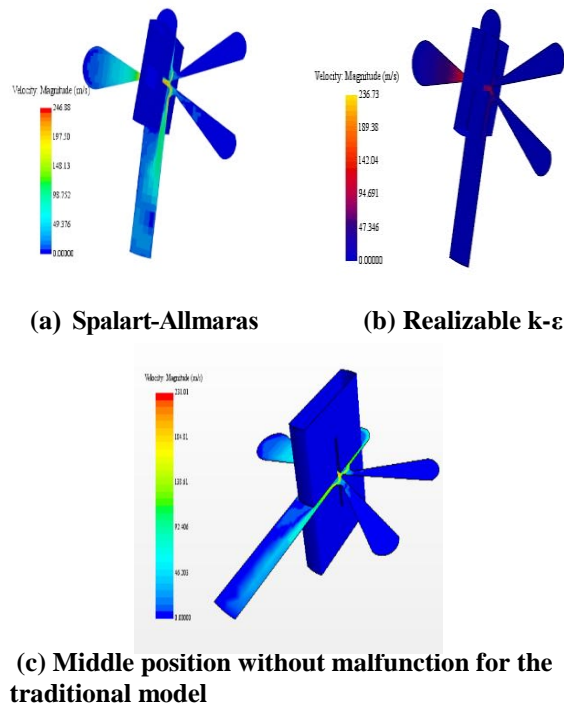 Velocity: Magnitude (m/s)
246.88
197.50
148.13
98.752
49.376
0.00000
Velocity: Magnitude (m/s)
236.73
189.38
142.04
94.691
47.346
0.00000
(a) Spalart-Allmaras
(b) Realizable k-ε
Velocity: Magnitude (m/s)
0.00000
(c) Middle position without malfunction for the
traditional model